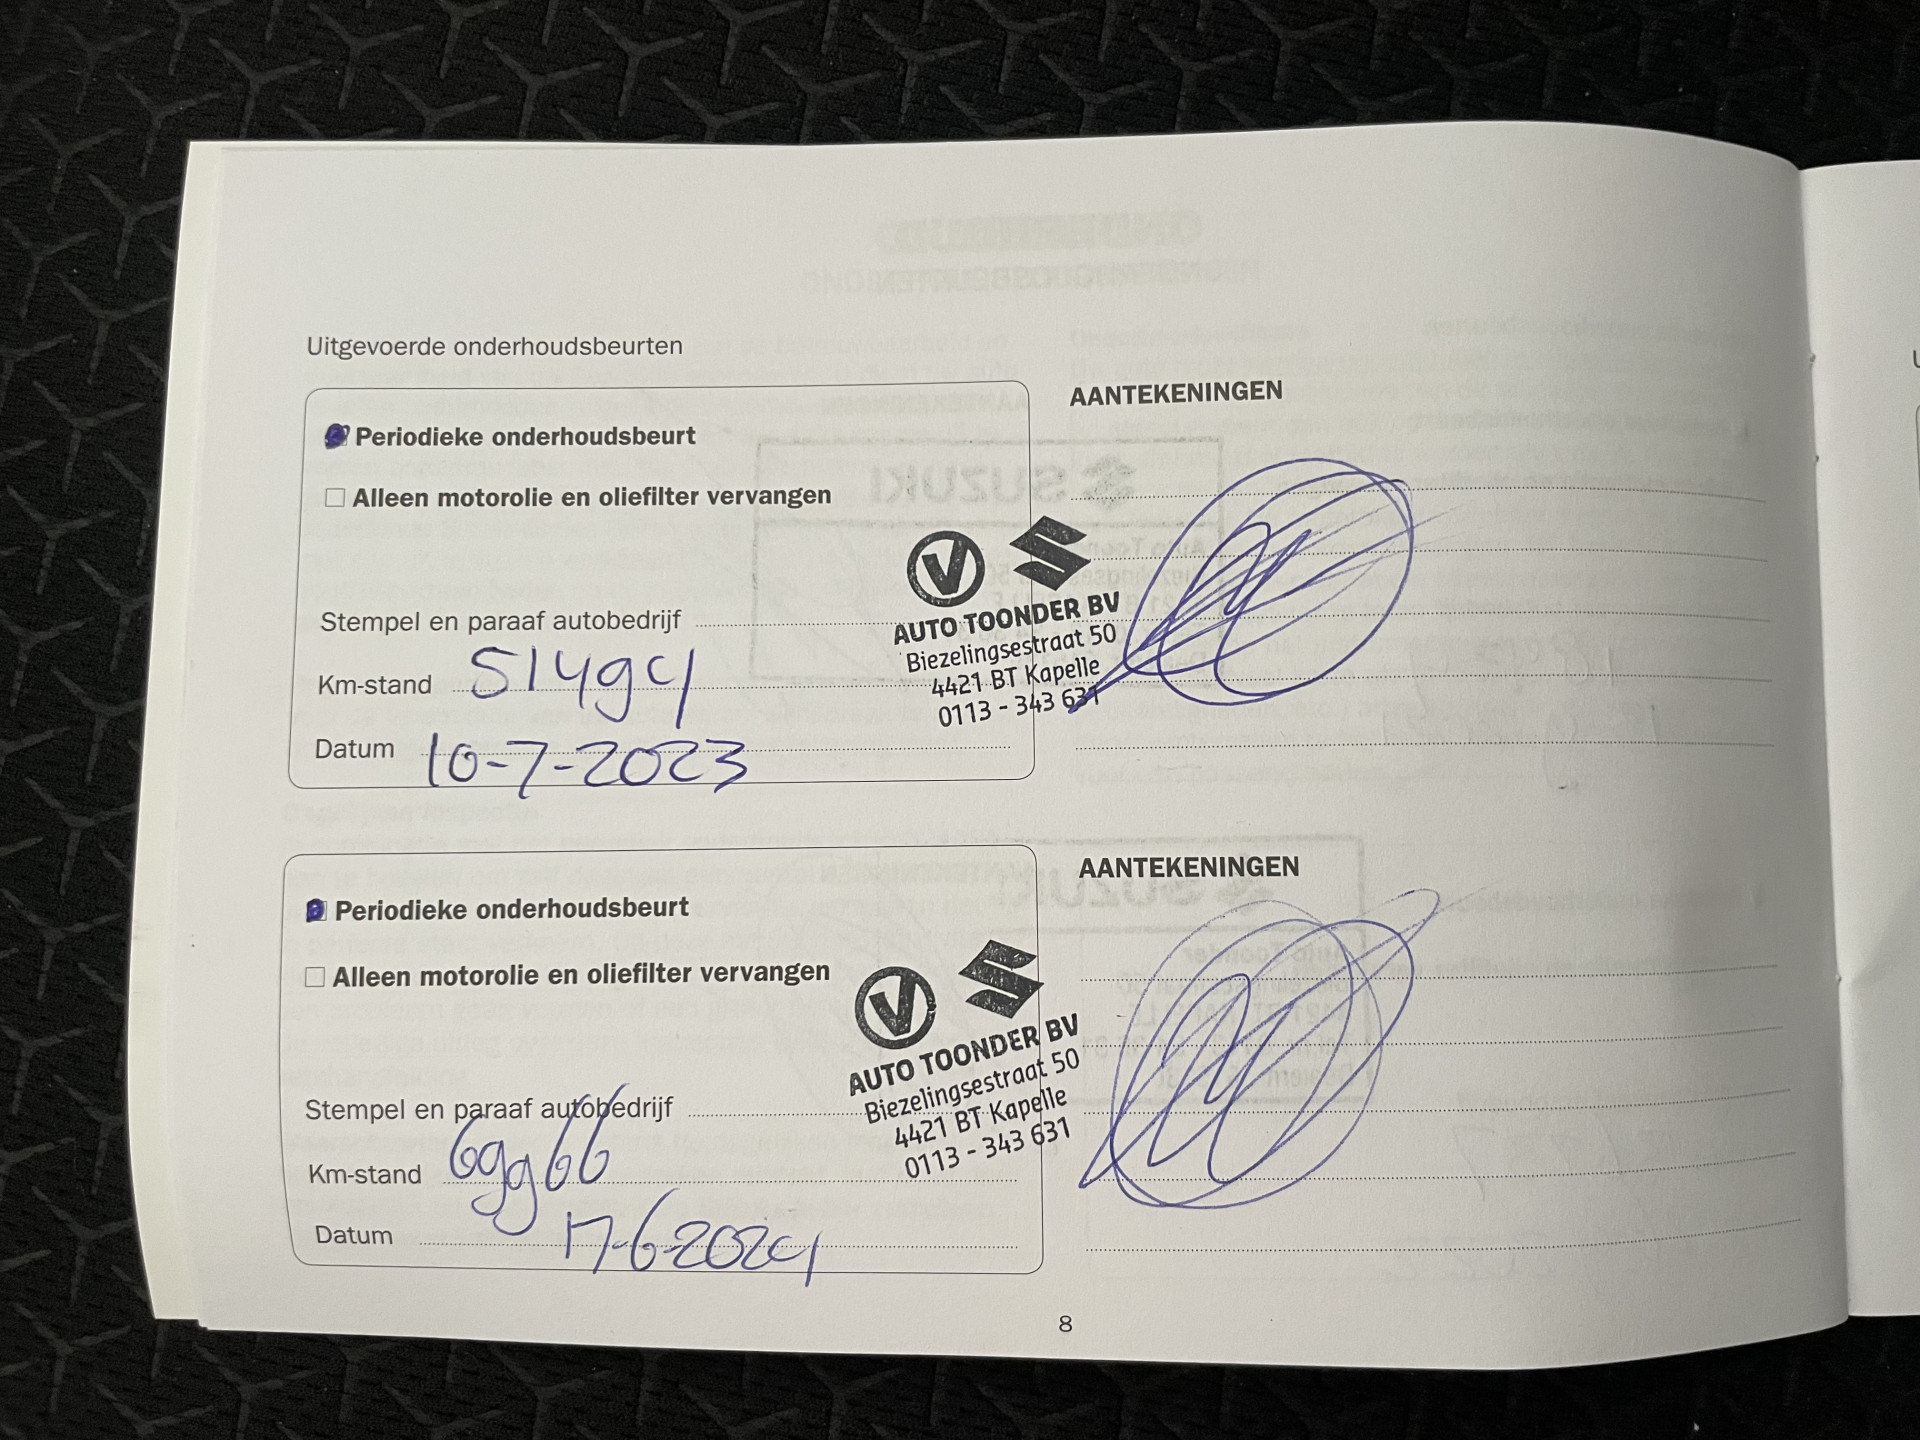 Uitgevoerde onderhoudsbeurten
Periodieke onderhoudsbeurt
Alleen motorolie en oliefilter vervangen
Stempel en paraaf autobedrijf
Km-stand 51494
Datum 10-7-2023
AANTEKENINGEN
V
AUTO TOONDER BV
Biezelingsestraat 50
4421 BT Kapelle
0113 - 343 631
Periodieke onderhoudsbeurt
Alleen motorolie en oliefilter vervangen
Stempel en paraaf autobedrijf
Km-stand 69966
Datum 17-6-2024
AANTEKENINGEN
V
AUTO TOONDER BV
Biezelingsestraat 50
4421 BT Kapelle
0113 - 343 631
8